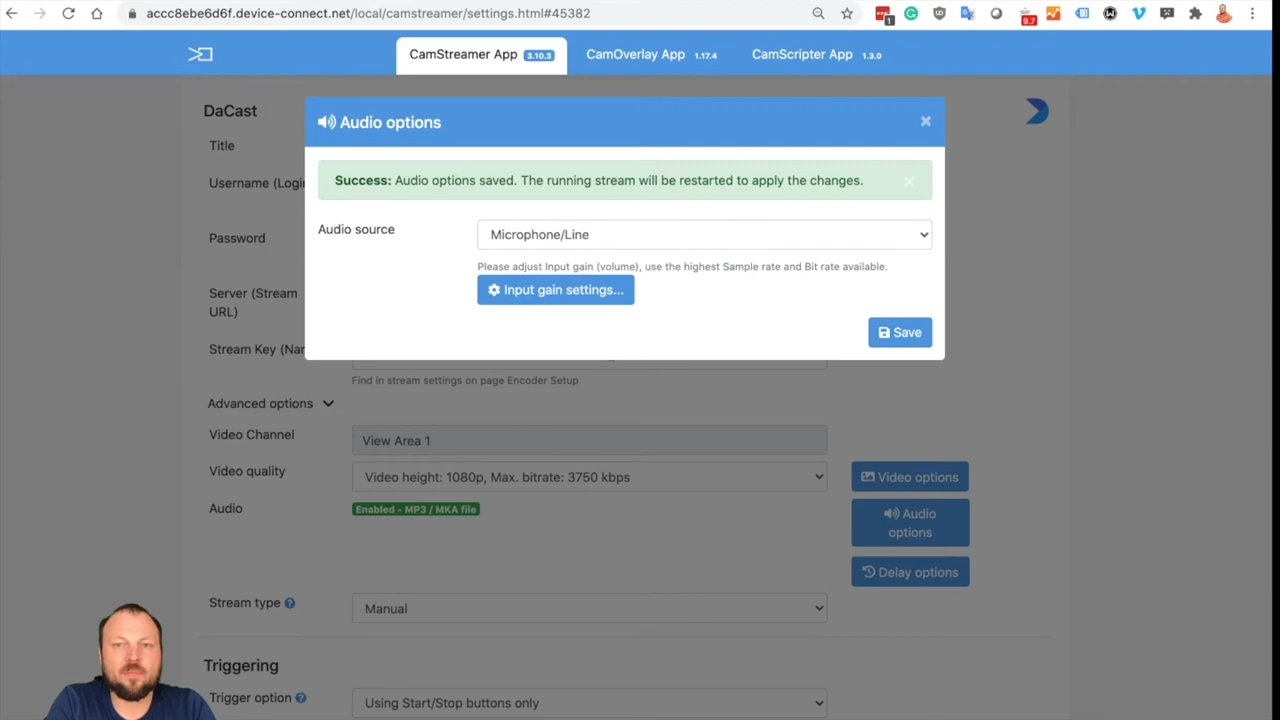 accc8ebe6d6f.device-connect.net/local/camstreamer/settings.html#45382
1
9.7
CamStreamer App 3.10.3
CamOverlay App 1.17.4
CamScripter App 1.3.0
DaCast
Audio options
×
Title
Success: Audio options saved. The running stream will be restarted to apply the changes.
×
Username (Login
Audio source
Microphone/Line
Password
Please adjust Input gain (volume), use the highest Sample rate and Bit rate available.
Input gain settings...
Server (Stream
URL)
Save
Stream Key (Nan
Find in stream settings on page Encoder Setup
Advanced options
Video Channel
View Area 1
Video quality
Video height: 1080p, Max. bitrate: 3750 kbps
Video options
Audio
Enabled - MP3 / MKA file
Audio
options
Delay options
Stream type ?
Manual
Triggering
Trigger option ?
Using Start/Stop buttons only